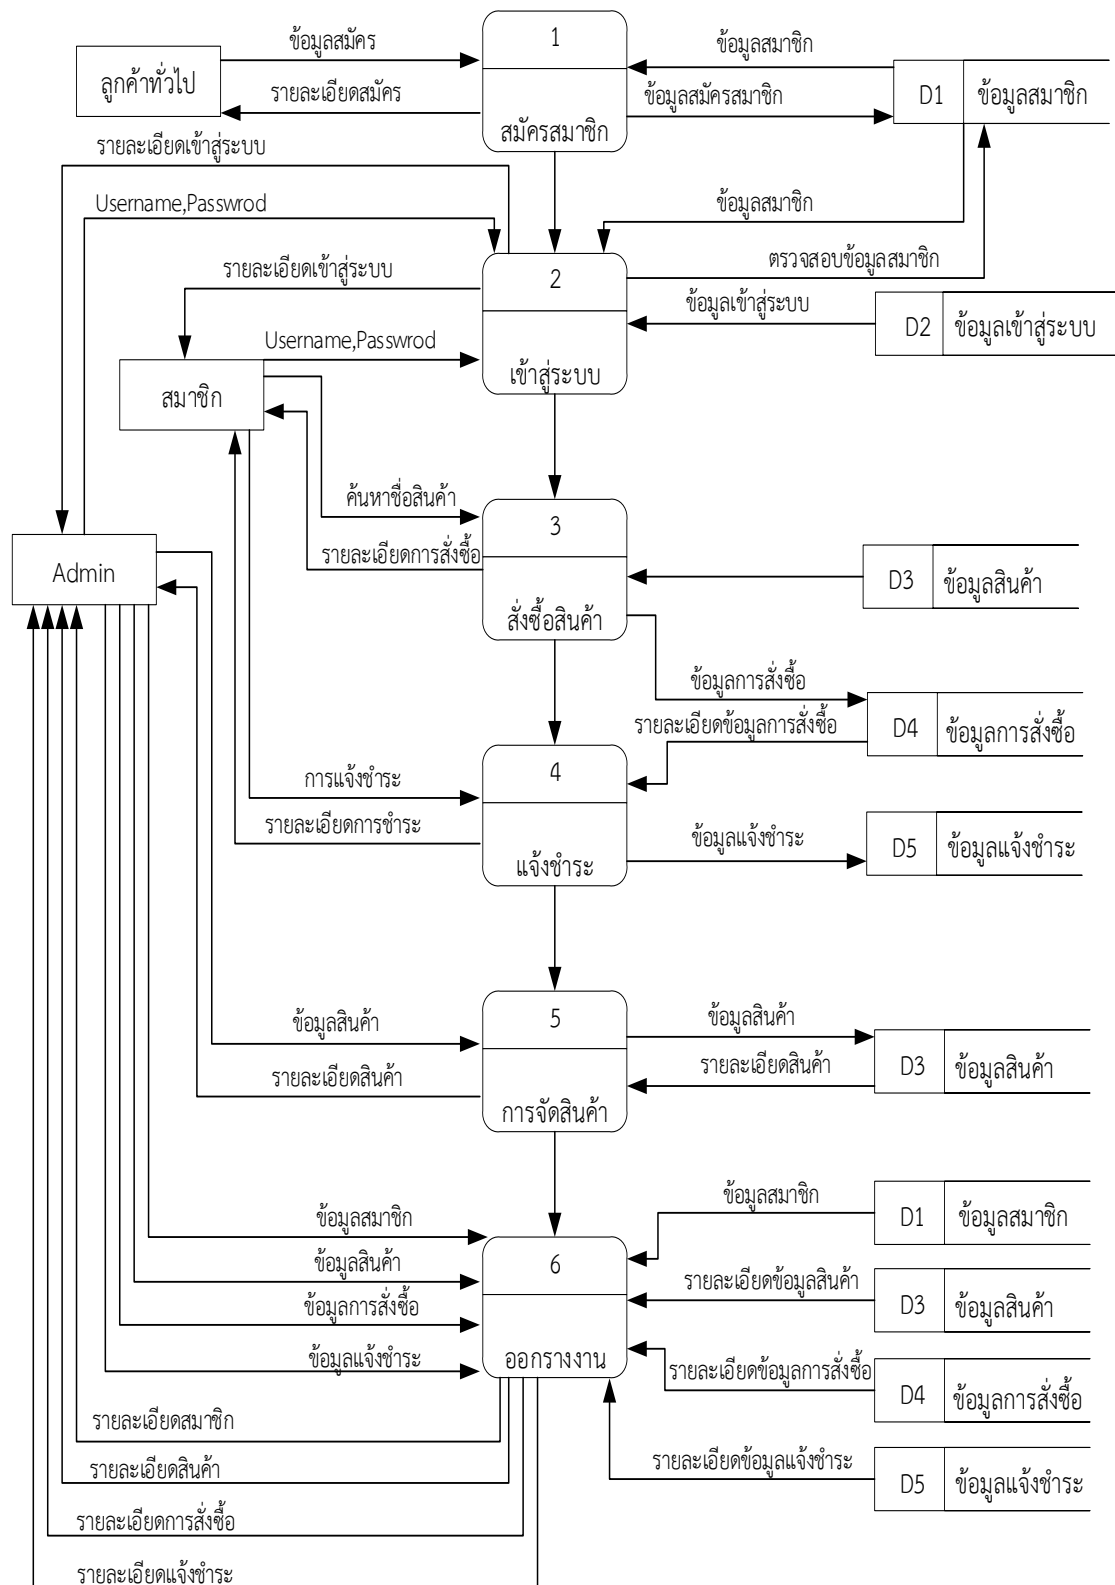 1
สมัครสมาชิก
ลูกค้าทั่วไป
ข้อมูลสมัคร
รายละเอียดสมัคร
ข้อมูลสมาชิก
ข้อมูลสมัครสมาชิก
D1 ข้อมูลสมาชิก
รายละเอียดเข้าสู่ระบบ
Username,Passwrod
ข้อมูลสมาชิก
ตรวจสอบข้อมูลสมาชิก
2
เข้าสู่ระบบ
รายละเอียดเข้าสู่ระบบ
Username,Passwrod
ข้อมูลเข้าสู่ระบบ
D2 ข้อมูลเข้าสู่ระบบ
สมาชิก
ค้นหาชื่อสินค้า
รายละเอียดการสั่งซื้อ
3
สั่งซื้อสินค้า
D3 ข้อมูลสินค้า
Admin
ข้อมูลการสั่งซื้อ
รายละเอียดข้อมูลการสั่งซื้อ
D4 ข้อมูลการสั่งซื้อ
4
แจ้งชำระ
การแจ้งชำระ
รายละเอียดการชำระ
ข้อมูลแจ้งชำระ
D5 ข้อมูลแจ้งชำระ
5
การจัดสินค้า
ข้อมูลสินค้า
รายละเอียดสินค้า
ข้อมูลสินค้า
รายละเอียดสินค้า
D3 ข้อมูลสินค้า
6
ออกรางงาน
ข้อมูลสมาชิก
ข้อมูลสินค้า
ข้อมูลการสั่งซื้อ
ข้อมูลแจ้งชำระ
ข้อมูลสมาชิก
D1 ข้อมูลสมาชิก
รายละเอียดข้อมูลสินค้า
D3 ข้อมูลสินค้า
รายละเอียดข้อมูลการสั่งซื้อ
D4 ข้อมูลการสั่งซื้อ
รายละเอียดข้อมูลแจ้งชำระ
D5 ข้อมูลแจ้งชำระ
รายละเอียดสมาชิก
รายละเอียดสินค้า
รายละเอียดการสั่งซื้อ
รายละเอียดแจ้งชำระ